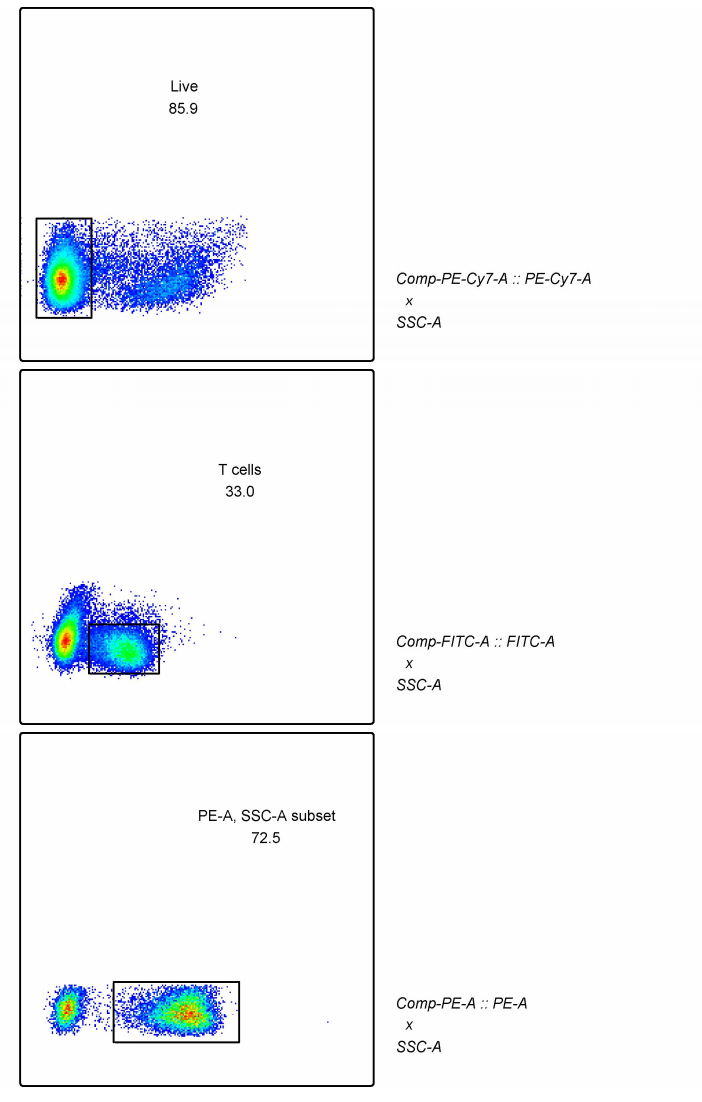 Live
85.9
Comp-PE-Cy7-A :: PE-Cy7-A
x
SSC-A
T cells
33.0
Comp-FITC-A :: FITC-A
x
SSC-A
PE-A, SSC-A subset
72.5
Comp-PE-A :: PE-A
x
SSC-A